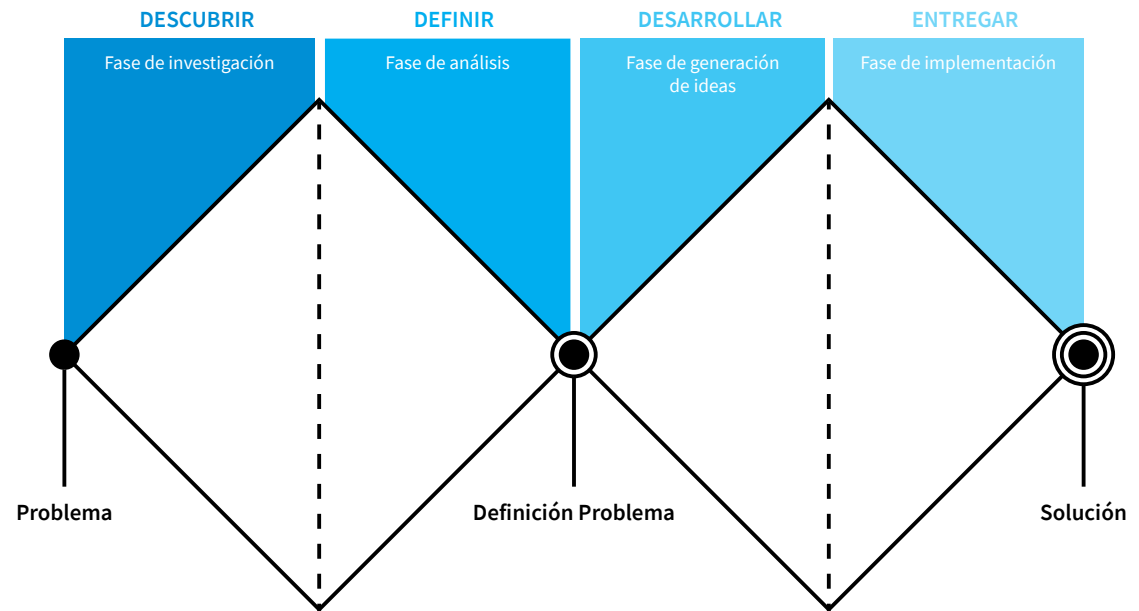 DESCUBRIR
DEFINIR
DESARROLLAR
ENTREGAR
Fase de investigación
Fase de análisis
Fase de generación
de ideas
Fase de implementación
Problema
Definición Problema
Solución